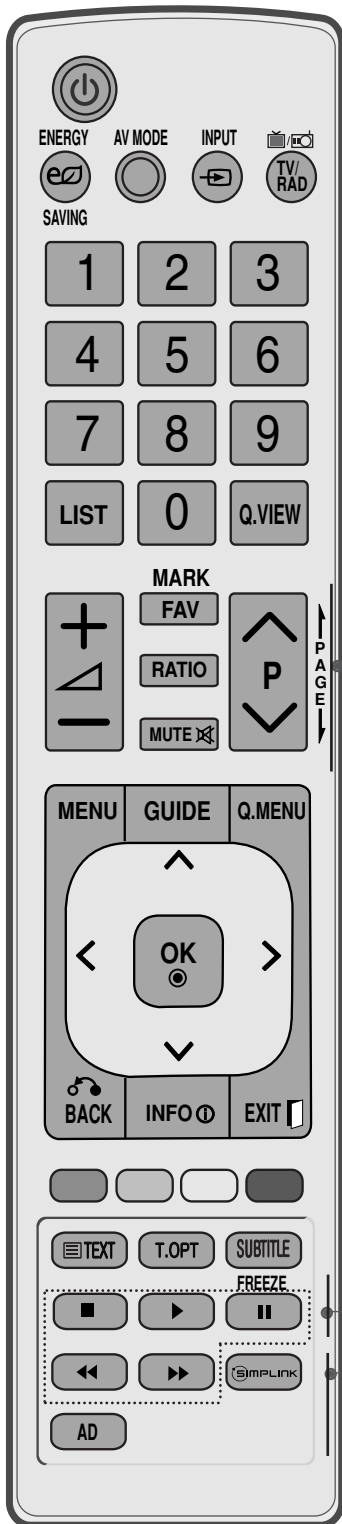 ENERGY AV MODE INPUT
TV/
RAD
SAVING
1 2 3
4 5 6
7 8 9
LIST 0 Q.VIEW
MARK
FAV
RATIO P
MUTE
PAGE
MENU GUIDE Q.MENU
OK
BACK INFO EXIT
TEXT T.OPT SUBTITLE
FREEZE
SIMPLINK
AD